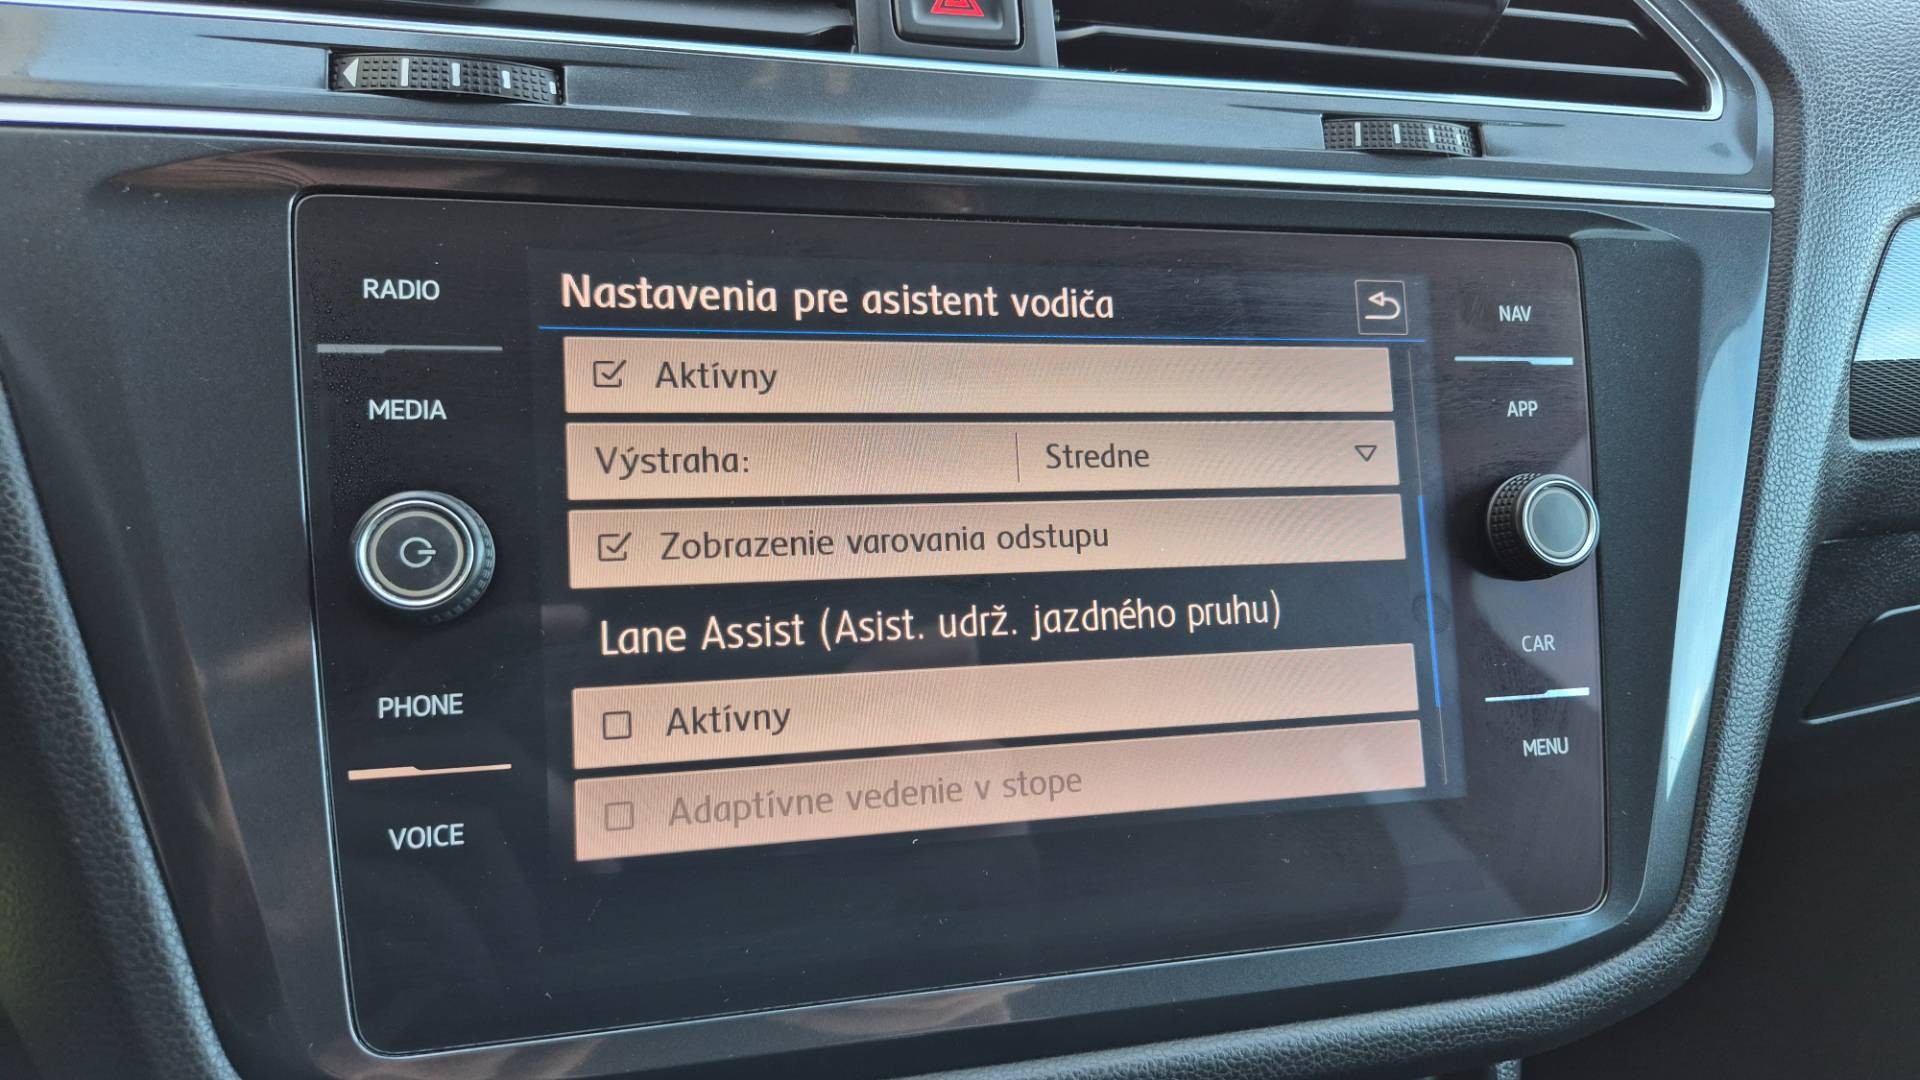 RADIO
MEDIA
PHONE
VOICE
Nastavenia pre asistent vodiča
Aktívny
Výstraha: Stredne
Zobrazenie varovania odstupu
Lane Assist (Asist. udrž. jazdného pruhu)
Aktívny
Adaptívne vedenie v stope
NAV
APP
CAR
MENU